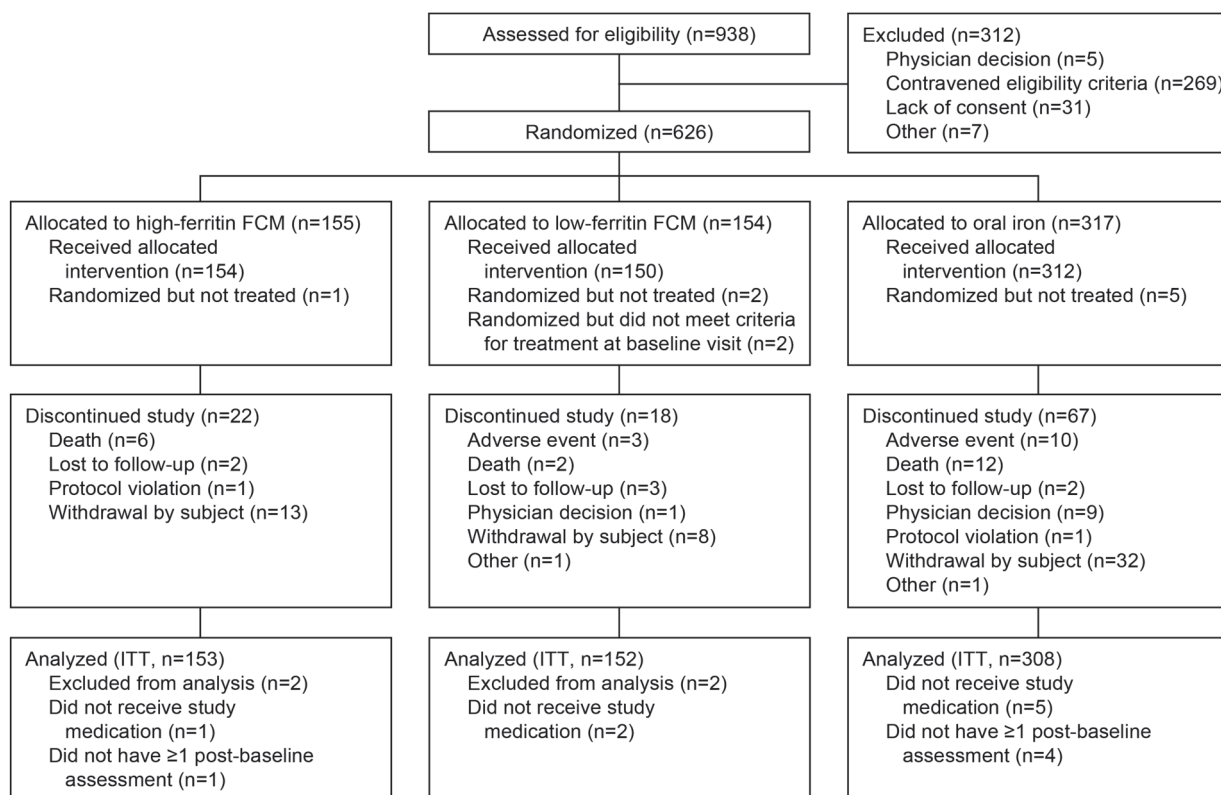 Assessed for eligibility (n=938)
Excluded (n=312)
Physician decision (n=5)
Contravened eligibility criteria (n=269)
Lack of consent (n=31)
Other (n=7)
Randomized (n=626)
Allocated to high-ferritin FCM (n=155)
Received allocated
intervention (n=154)
Randomized but not treated (n=1)
Allocated to low-ferritin FCM (n=154)
Received allocated
intervention (n=150)
Randomized but not treated (n=2)
Randomized but did not meet criteria
for treatment at baseline visit (n=2)
Allocated to oral iron (n=317)
Received allocated
intervention (n=312)
Randomized but not treated (n=5)
Discontinued study (n=22)
Death (n=6)
Lost to follow-up (n=2)
Protocol violation (n=1)
Withdrawal by subject (n=13)
Discontinued study (n=18)
Adverse event (n=3)
Death (n=2)
Lost to follow-up (n=3)
Physician decision (n=1)
Withdrawal by subject (n=8)
Other (n=1)
Discontinued study (n=67)
Adverse event (n=10)
Death (n=12)
Lost to follow-up (n=2)
Physician decision (n=9)
Protocol violation (n=1)
Withdrawal by subject (n=32)
Other (n=1)
Analyzed (ITT, n=153)
Excluded from analysis (n=2)
Did not receive study
medication (n=1)
Did not have ≥1 post-baseline
assessment (n=1)
Analyzed (ITT, n=152)
Excluded from analysis (n=2)
Did not receive study
medication (n=2)
Analyzed (ITT, n=308)
Did not receive study
medication (n=5)
Did not have ≥1 post-baseline
assessment (n=4)